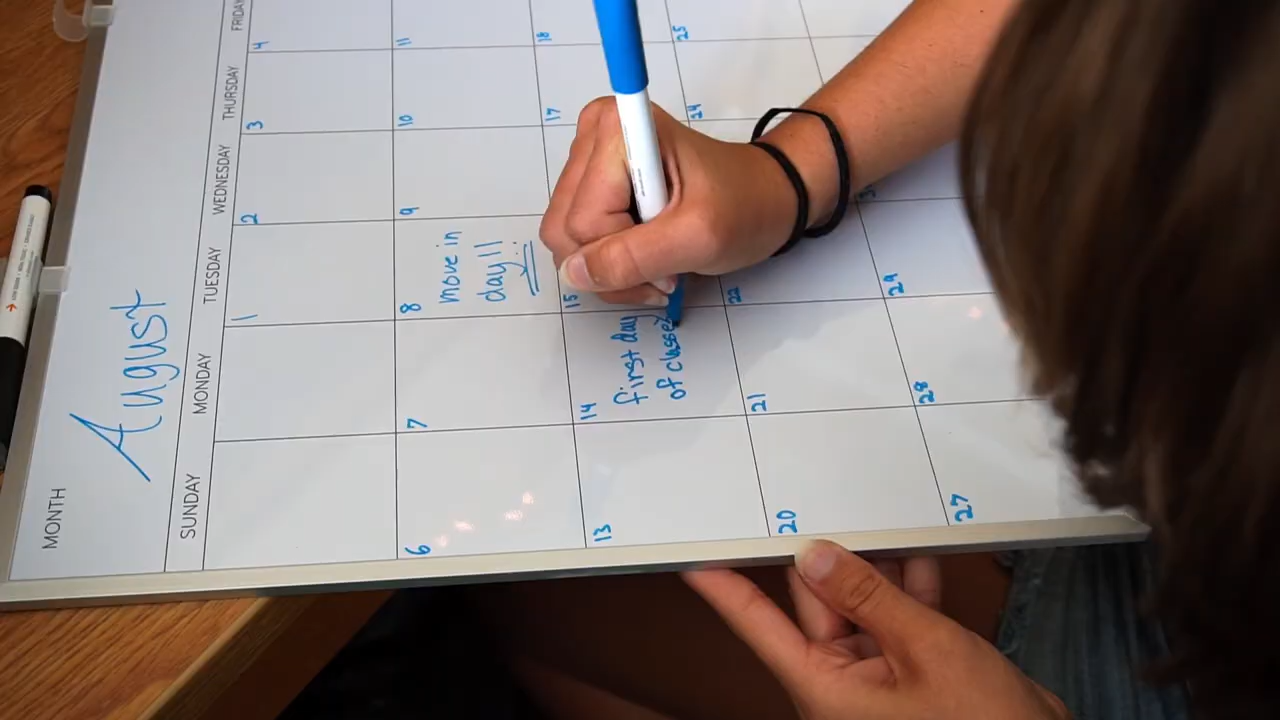 MONTH
August
SUNDAY
MONDAY
TUESDAY
WEDNESDAY
THURSDAY
FRIDAY
1
2
3
4
6
7
8
move in
day!!
9
10
11
13
14
first day
of classes
15
17
18
20
21
22
24
25
27
28
29